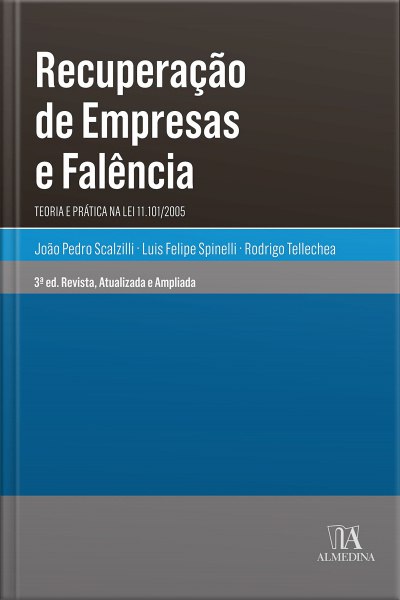 Recuperação
de Empresas
e Falência
TEORIA E PRÁTICA NA LEI 11.101/2005
João Pedro Scalzilli · Luis Felipe Spinelli · Rodrigo Tellechea
3ª ed. Revista, Atualizada e Ampliada
ALMEDINA